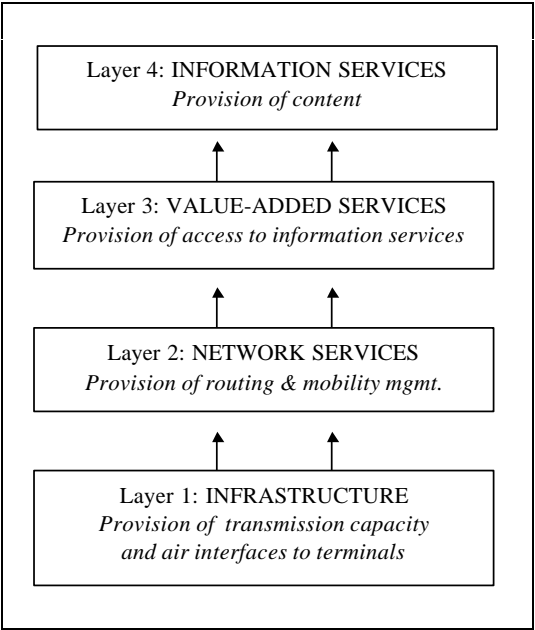 Layer 4: INFORMATION SERVICES
Provision of content
Layer 3: VALUE-ADDED SERVICES
Provision of access to information services
Layer 2: NETWORK SERVICES
Provision of routing & mobility mgmt.
Layer 1: INFRASTRUCTURE
Provision of transmission capacity
and air interfaces to terminals